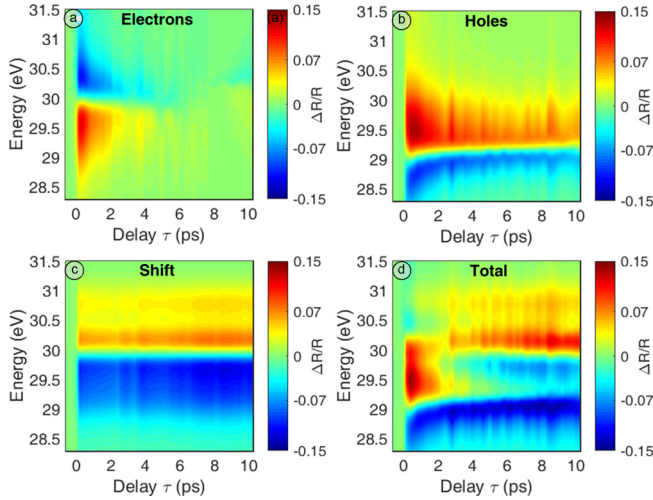 a Electrons (a)
31.5
31
30.5
30
29.5
29
28.5
Energy (eV)
0 2 4 6 8 10
Delay τ (ps)
0.15
0.07
0
-0.07
-0.15
ΔR/R
b Holes
31.5
31
30.5
30
29.5
29
28.5
Energy (eV)
0 2 4 6 8 10
Delay τ (ps)
0.15
0.07
0
-0.07
-0.15
ΔR/R
c Shift
31.5
31
30.5
30
29.5
29
28.5
Energy (eV)
0 2 4 6 8 10
Delay τ (ps)
0.15
0.07
0
-0.07
-0.15
ΔR/R
d Total
31.5
31
30.5
30
29.5
29
28.5
Energy (eV)
0 2 4 6 8 10
Delay τ (ps)
0.15
0.07
0
-0.07
-0.15
ΔR/R